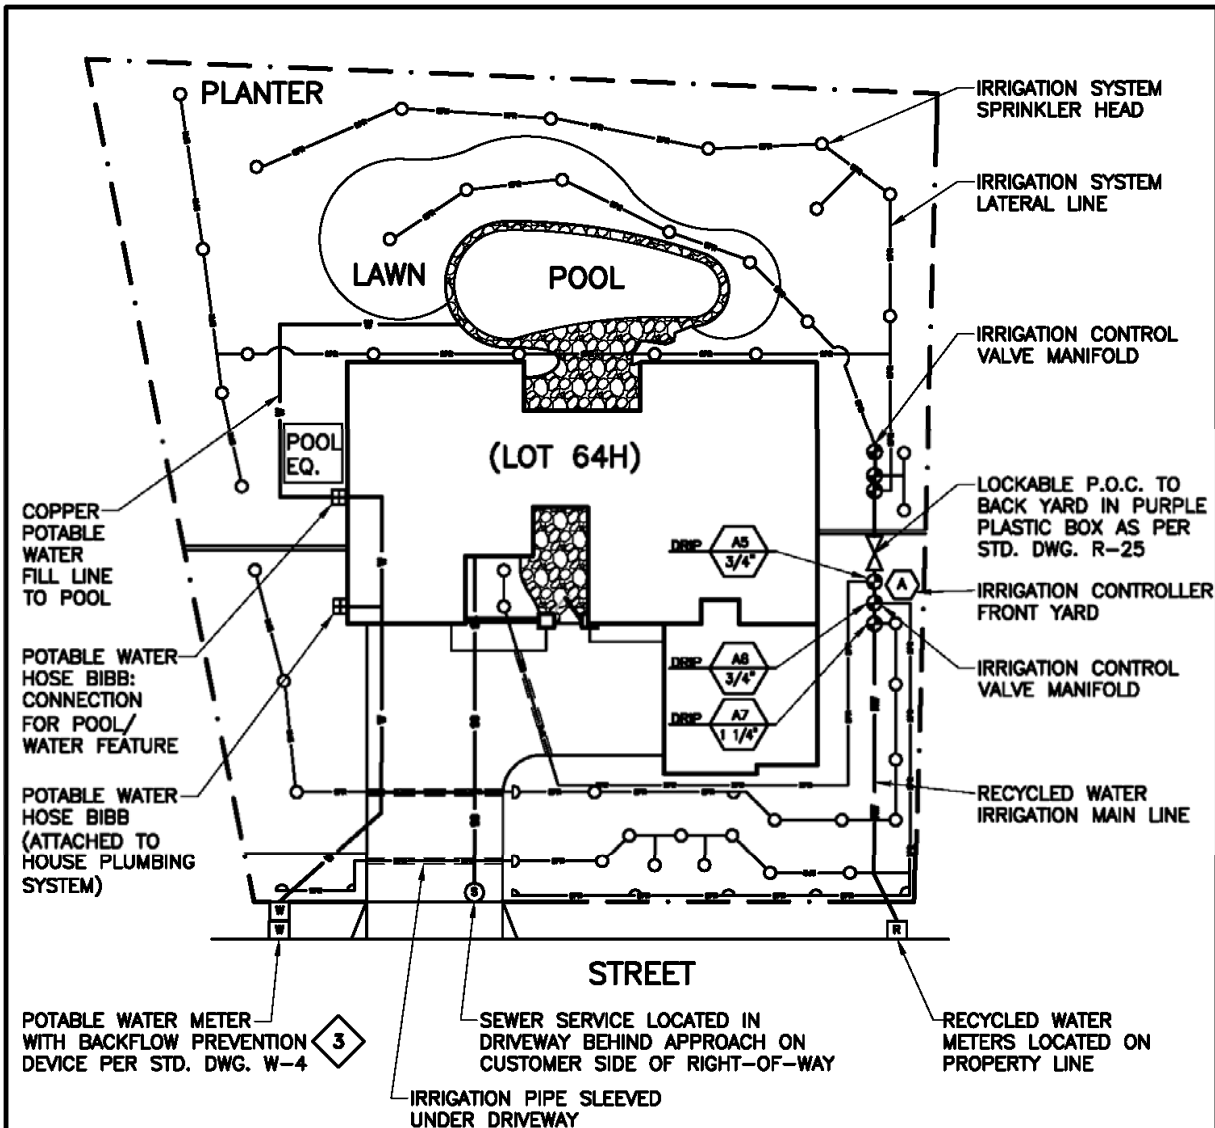 PLANTER
IRRIGATION SYSTEM
SPRINKLER HEAD
IRRIGATION SYSTEM
LATERAL LINE
LAWN
POOL
IRRIGATION CONTROL
VALVE MANIFOLD
POOL
EQ.
(LOT 64H)
LOCKABLE P.O.C. TO
BACK YARD IN PURPLE
PLASTIC BOX AS PER
STD. DWG. R-25
COPPER
POTABLE
WATER
FILL LINE
TO POOL
DRIP
A5
3/4"
A
IRRIGATION CONTROLLER
FRONT YARD
POTABLE WATER
HOSE BIBB:
CONNECTION
FOR POOL/
WATER FEATURE
DRIP
A6
3/4"
IRRIGATION CONTROL
VALVE MANIFOLD
DRIP
A7
1 1/4"
POTABLE WATER
HOSE BIBB
(ATTACHED TO
HOUSE PLUMBING
SYSTEM)
RECYCLED WATER
IRRIGATION MAIN LINE
S
W
W
R
STREET
POTABLE WATER METER
WITH BACKFLOW PREVENTION
DEVICE PER STD. DWG. W-4
3
SEWER SERVICE LOCATED IN
DRIVEWAY BEHIND APPROACH ON
CUSTOMER SIDE OF RIGHT-OF-WAY
RECYCLED WATER
METERS LOCATED ON
PROPERTY LINE
IRRIGATION PIPE SLEEVED
UNDER DRIVEWAY